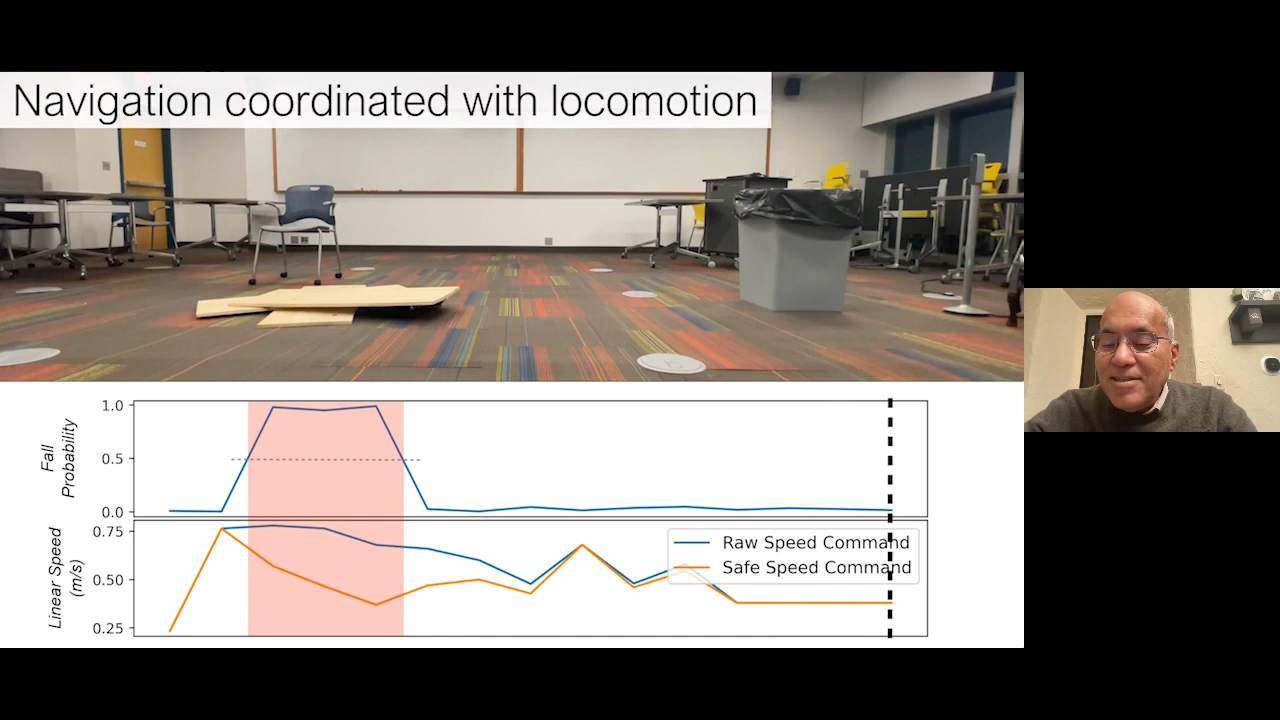 Navigation coordinated with locomotion
Fall
Probability
1.0
0.5
0.0
Linear Speed
(m/s)
0.75
0.50
0.25
Raw Speed Command
Safe Speed Command